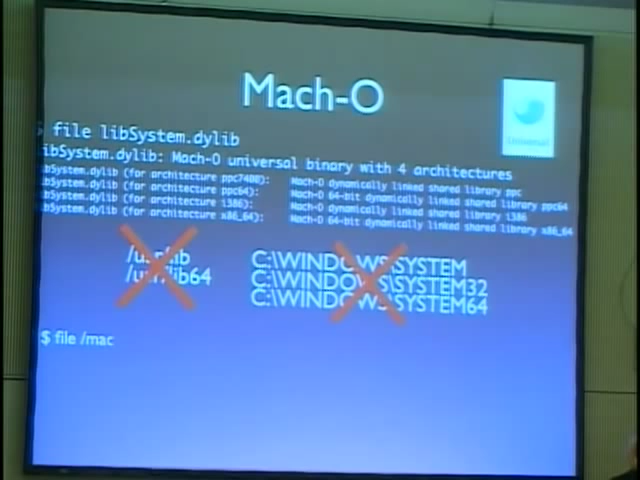 Mach-O
Universal
$ file libSystem.dylib
libSystem.dylib: Mach-O universal binary with 4 architectures
libSystem.dylib (for architecture ppc7400): Mach-O dynamically linked shared library ppc
libSystem.dylib (for architecture ppc64): Mach-O 64-bit dynamically linked shared library ppc64
libSystem.dylib (for architecture i386): Mach-O dynamically linked shared library i386
libSystem.dylib (for architecture x86_64): Mach-O 64-bit dynamically linked shared library x86_64
/usr/lib
/usr/lib64
C:\WINDOWS\SYSTEM
C:\WINDOWS\SYSTEM32
C:\WINDOWS\SYSTEM64
$ file /mac